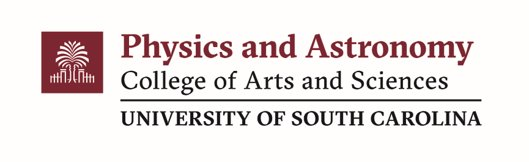 Physics and Astronomy
College of Arts and Sciences
UNIVERSITY OF SOUTH CAROLINA